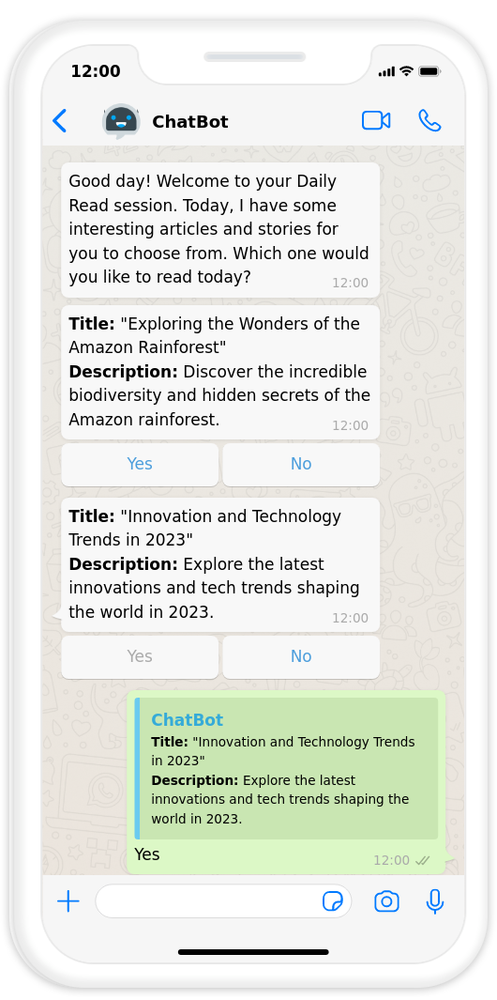 12:00
ChatBot
Good day! Welcome to your Daily
Read session. Today, I have some
interesting articles and stories for
you to choose from. Which one would
you like to read today?
12:00
Title: "Exploring the Wonders of the
Amazon Rainforest"
Description: Discover the incredible
biodiversity and hidden secrets of the
Amazon rainforest.
12:00
Yes No
Title: "Innovation and Technology
Trends in 2023"
Description: Explore the latest
innovations and tech trends shaping
the world in 2023.
12:00
Yes No
ChatBot
Title: "Innovation and Technology Trends
in 2023"
Description: Explore the latest
innovations and tech trends shaping the
world in 2023.
Yes
12:00